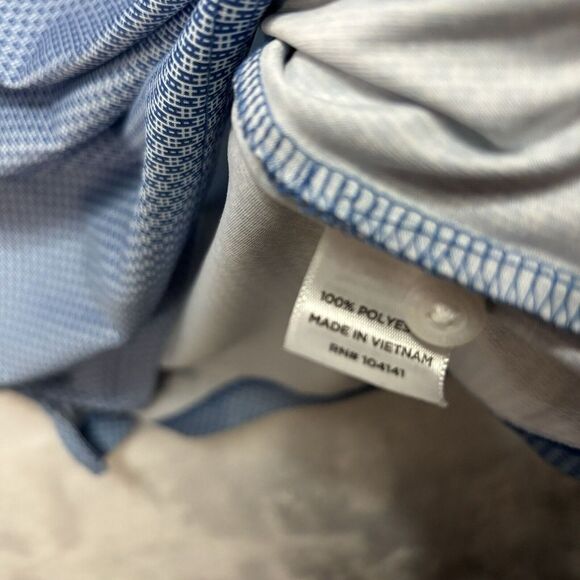 100% POLYES
MADE IN VIETNAM
RN# 104141